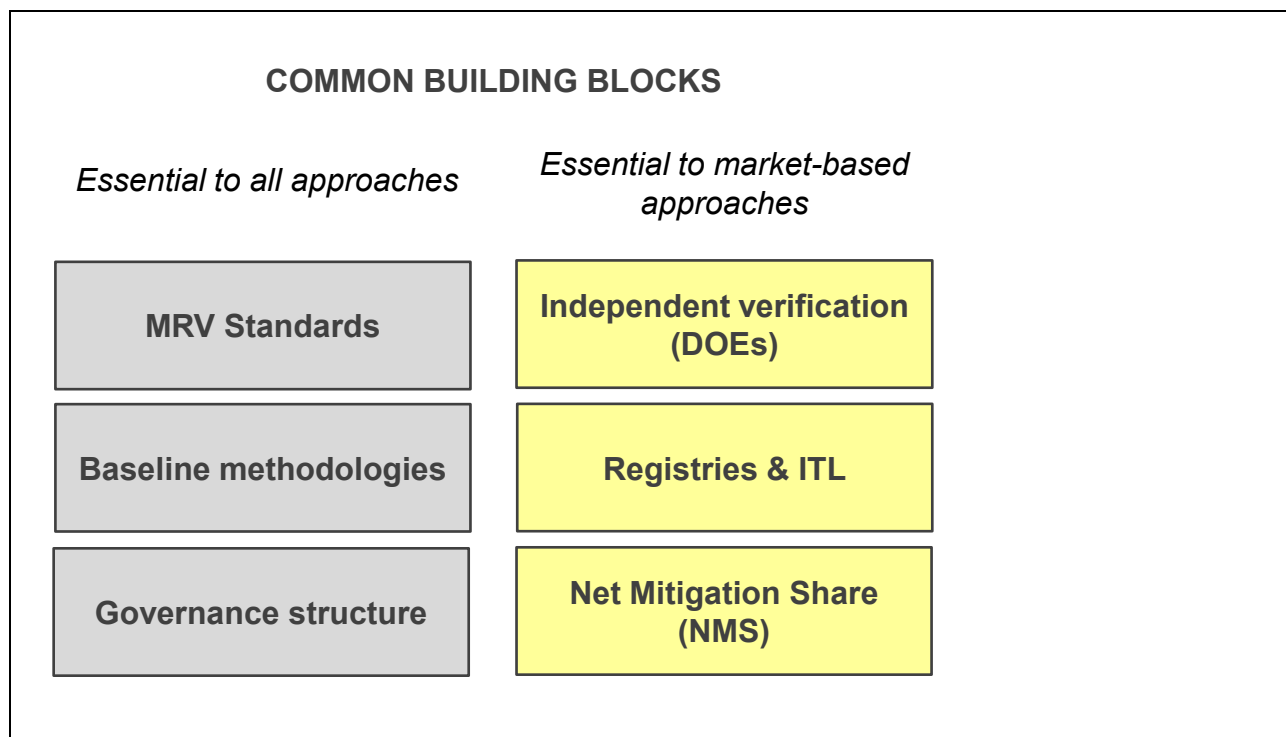 COMMON BUILDING BLOCKS
Essential to all approaches
Essential to market-based
approaches
MRV Standards
Independent verification
(DOEs)
Baseline methodologies
Registries & ITL
Governance structure
Net Mitigation Share
(NMS)